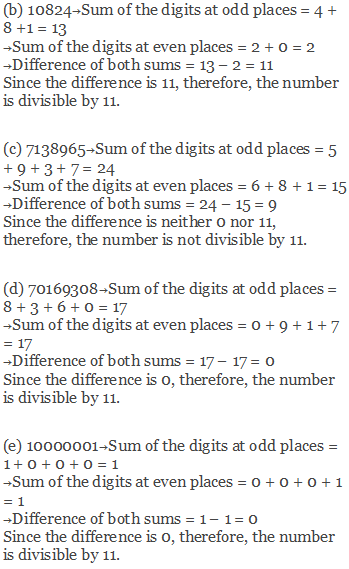 (b) 10824→Sum of the digits at odd places = 4 +
8 +1 = 13
→Sum of the digits at even places = 2 + 0 = 2
→Difference of both sums = 13 – 2 = 11
Since the difference is 11, therefore, the number
is divisible by 11.
(c) 7138965→Sum of the digits at odd places = 5
+ 9 + 3 + 7 = 24
→Sum of the digits at even places = 6 + 8 + 1 = 15
→Difference of both sums = 24 – 15 = 9
Since the difference is neither 0 nor 11,
therefore, the number is not divisible by 11.
(d) 70169308→Sum of the digits at odd places =
8 + 3 + 6 + 0 = 17
→Sum of the digits at even places = 0 + 9 + 1 + 7
= 17
→Difference of both sums = 17 – 17 = 0
Since the difference is 0, therefore, the number
is divisible by 11.
(e) 10000001→Sum of the digits at odd places =
1 + 0 + 0 + 0 = 1
→Sum of the digits at even places = 0 + 0 + 0 + 1
= 1
→Difference of both sums = 1 – 1 = 0
Since the difference is 0, therefore, the number
is divisible by 11.